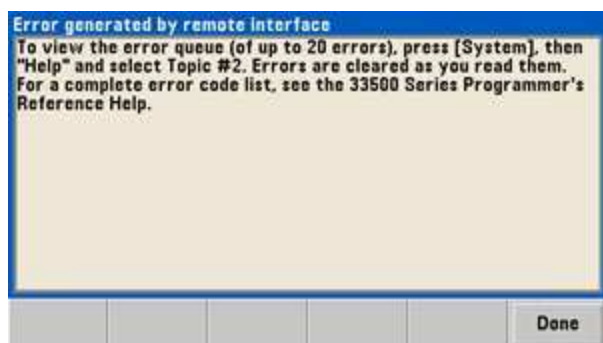 Error generated by remote interface
To view the error queue (of up to 20 errors), press [System], then
"Help" and select Topic #2. Errors are cleared as you read them.
For a complete error code list, see the 33500 Series Programmer's
Reference Help.
Done